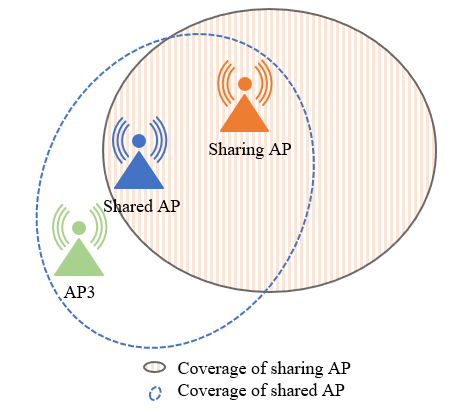 Sharing AP
Shared AP
AP3
Coverage of sharing AP
Coverage of shared AP